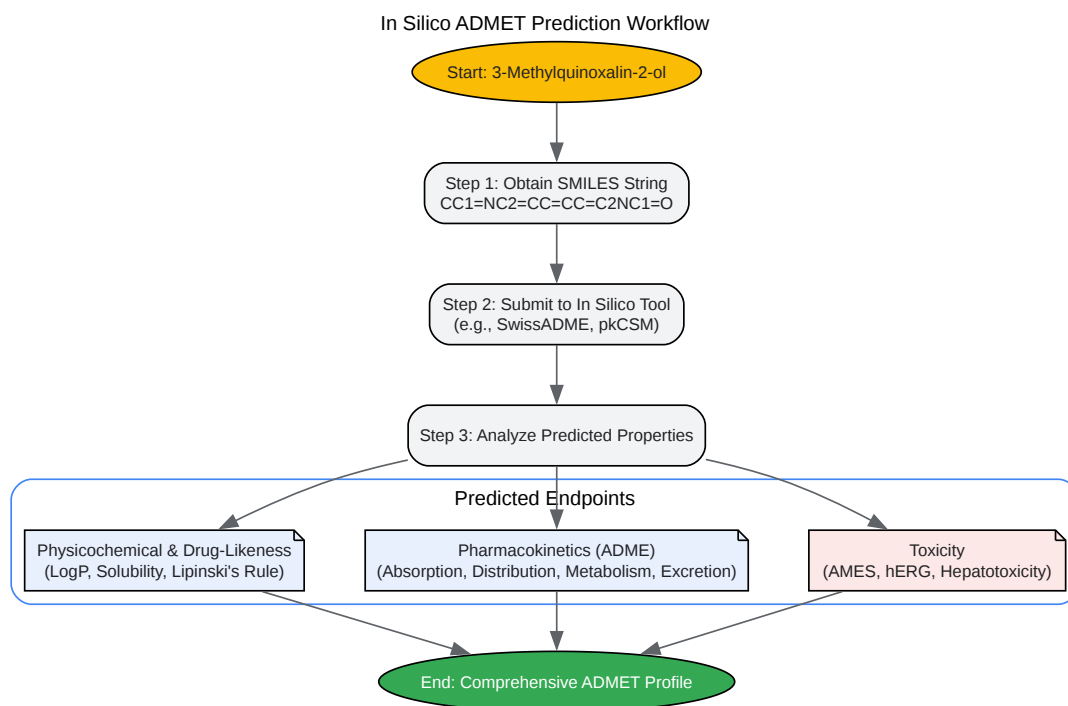 In Silico ADMET Prediction Workflow
Start: 3-Methylquinoxalin-2-ol
Step 1: Obtain SMILES String
CC1=NC2=CC=CC=C2NC1=O
Step 2: Submit to In Silico Tool
(e.g., SwissADME, pkCSM)
Step 3: Analyze Predicted Properties
Predicted Endpoints
Physicochemical & Drug-Likeness
(LogP, Solubility, Lipinski's Rule)
Pharmacokinetics (ADME)
(Absorption, Distribution, Metabolism, Excretion)
Toxicity
(AMES, hERG, Hepatotoxicity)
End: Comprehensive ADMET Profile